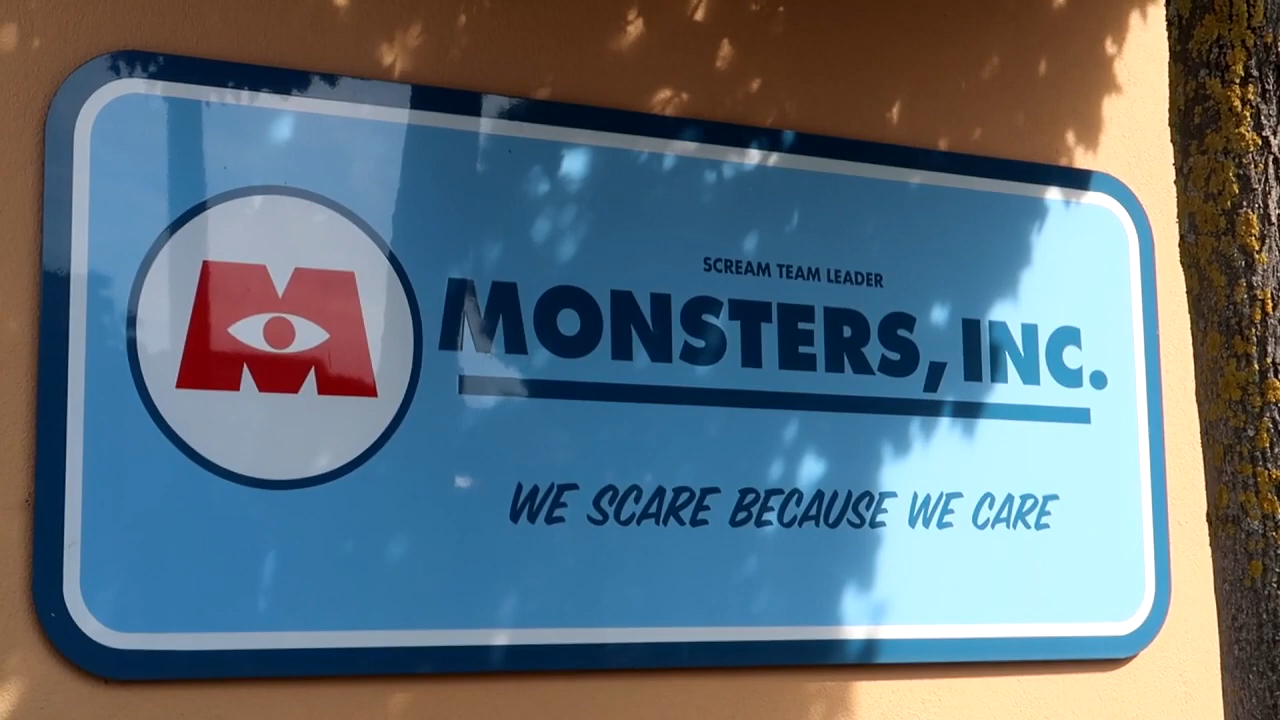 M
SCREAM TEAM LEADER
MONSTERS, INC.
WE SCARE BECAUSE WE CARE